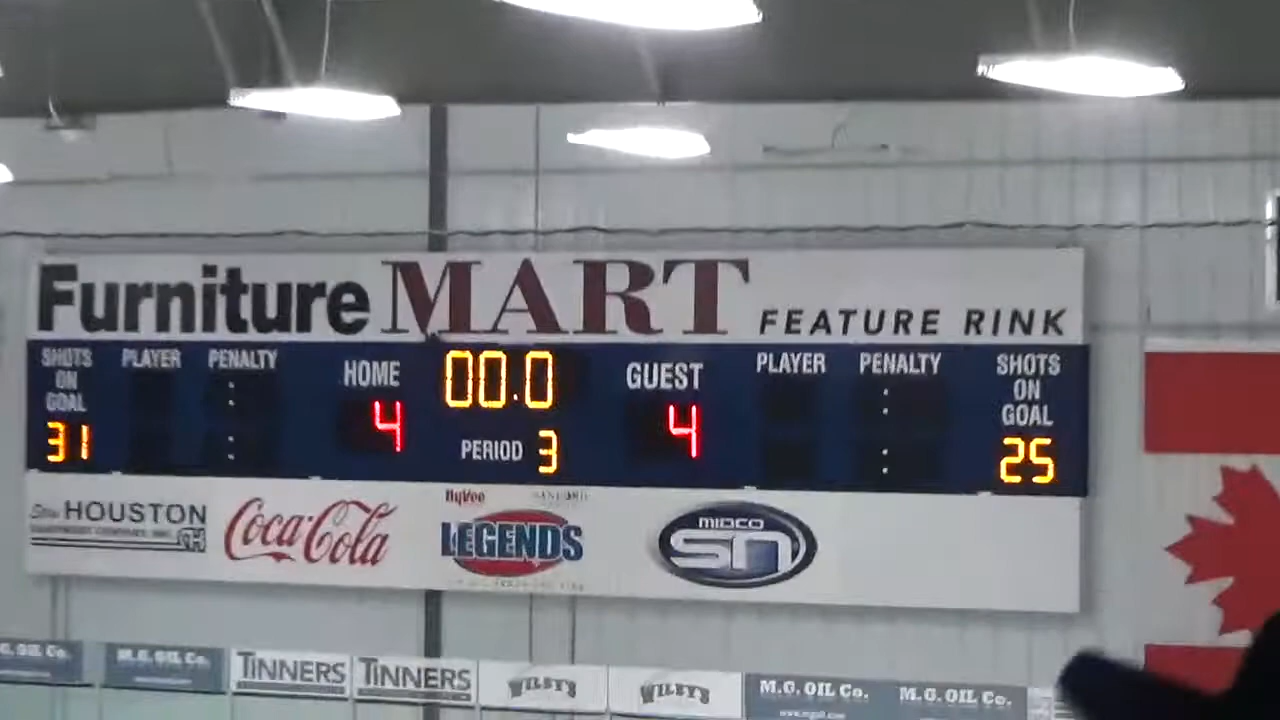 Furniture MART FEATURE RINK
SHOTS ON GOAL
31
PLAYER
PENALTY
HOME
4
00.0
PERIOD 3
GUEST
4
PLAYER
PENALTY
SHOTS ON GOAL
25
HOUSTON
Coca-Cola
HyVee SANFORD
LEGENDS
MIDCO
SN
G. OIL Co.
M.G. OIL Co.
TINNERS
TINNERS
WILEY'S
WILEY'S
M.G. OIL Co.
M.G. OIL Co.